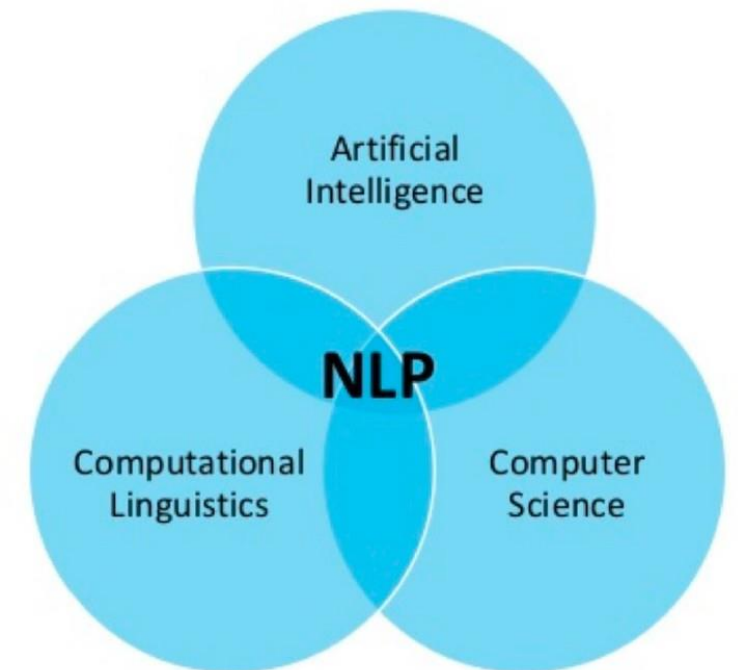 Artificial
Intelligence
NLP
Computational
Linguistics
Computer
Science